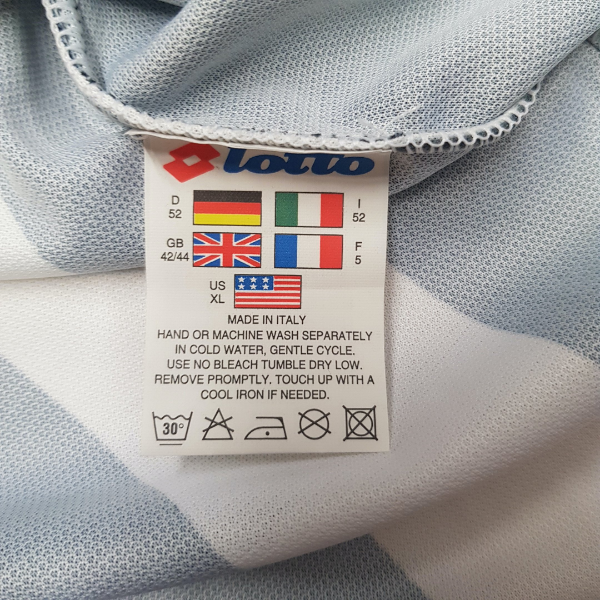 lotto
D
52
I
52
GB
42/44
F
5
US
XL
MADE IN ITALY
HAND OR MACHINE WASH SEPARATELY
IN COLD WATER, GENTLE CYCLE.
USE NO BLEACH TUMBLE DRY LOW.
REMOVE PROMPTLY. TOUCH UP WITH A
COOL IRON IF NEEDED.
30°